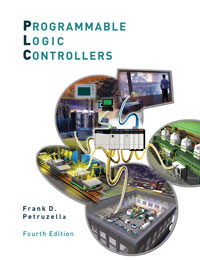 PROGRAMMABLE
LOGIC
CONTROLLERS
Frank D.
Petruzella
Fourth Edition